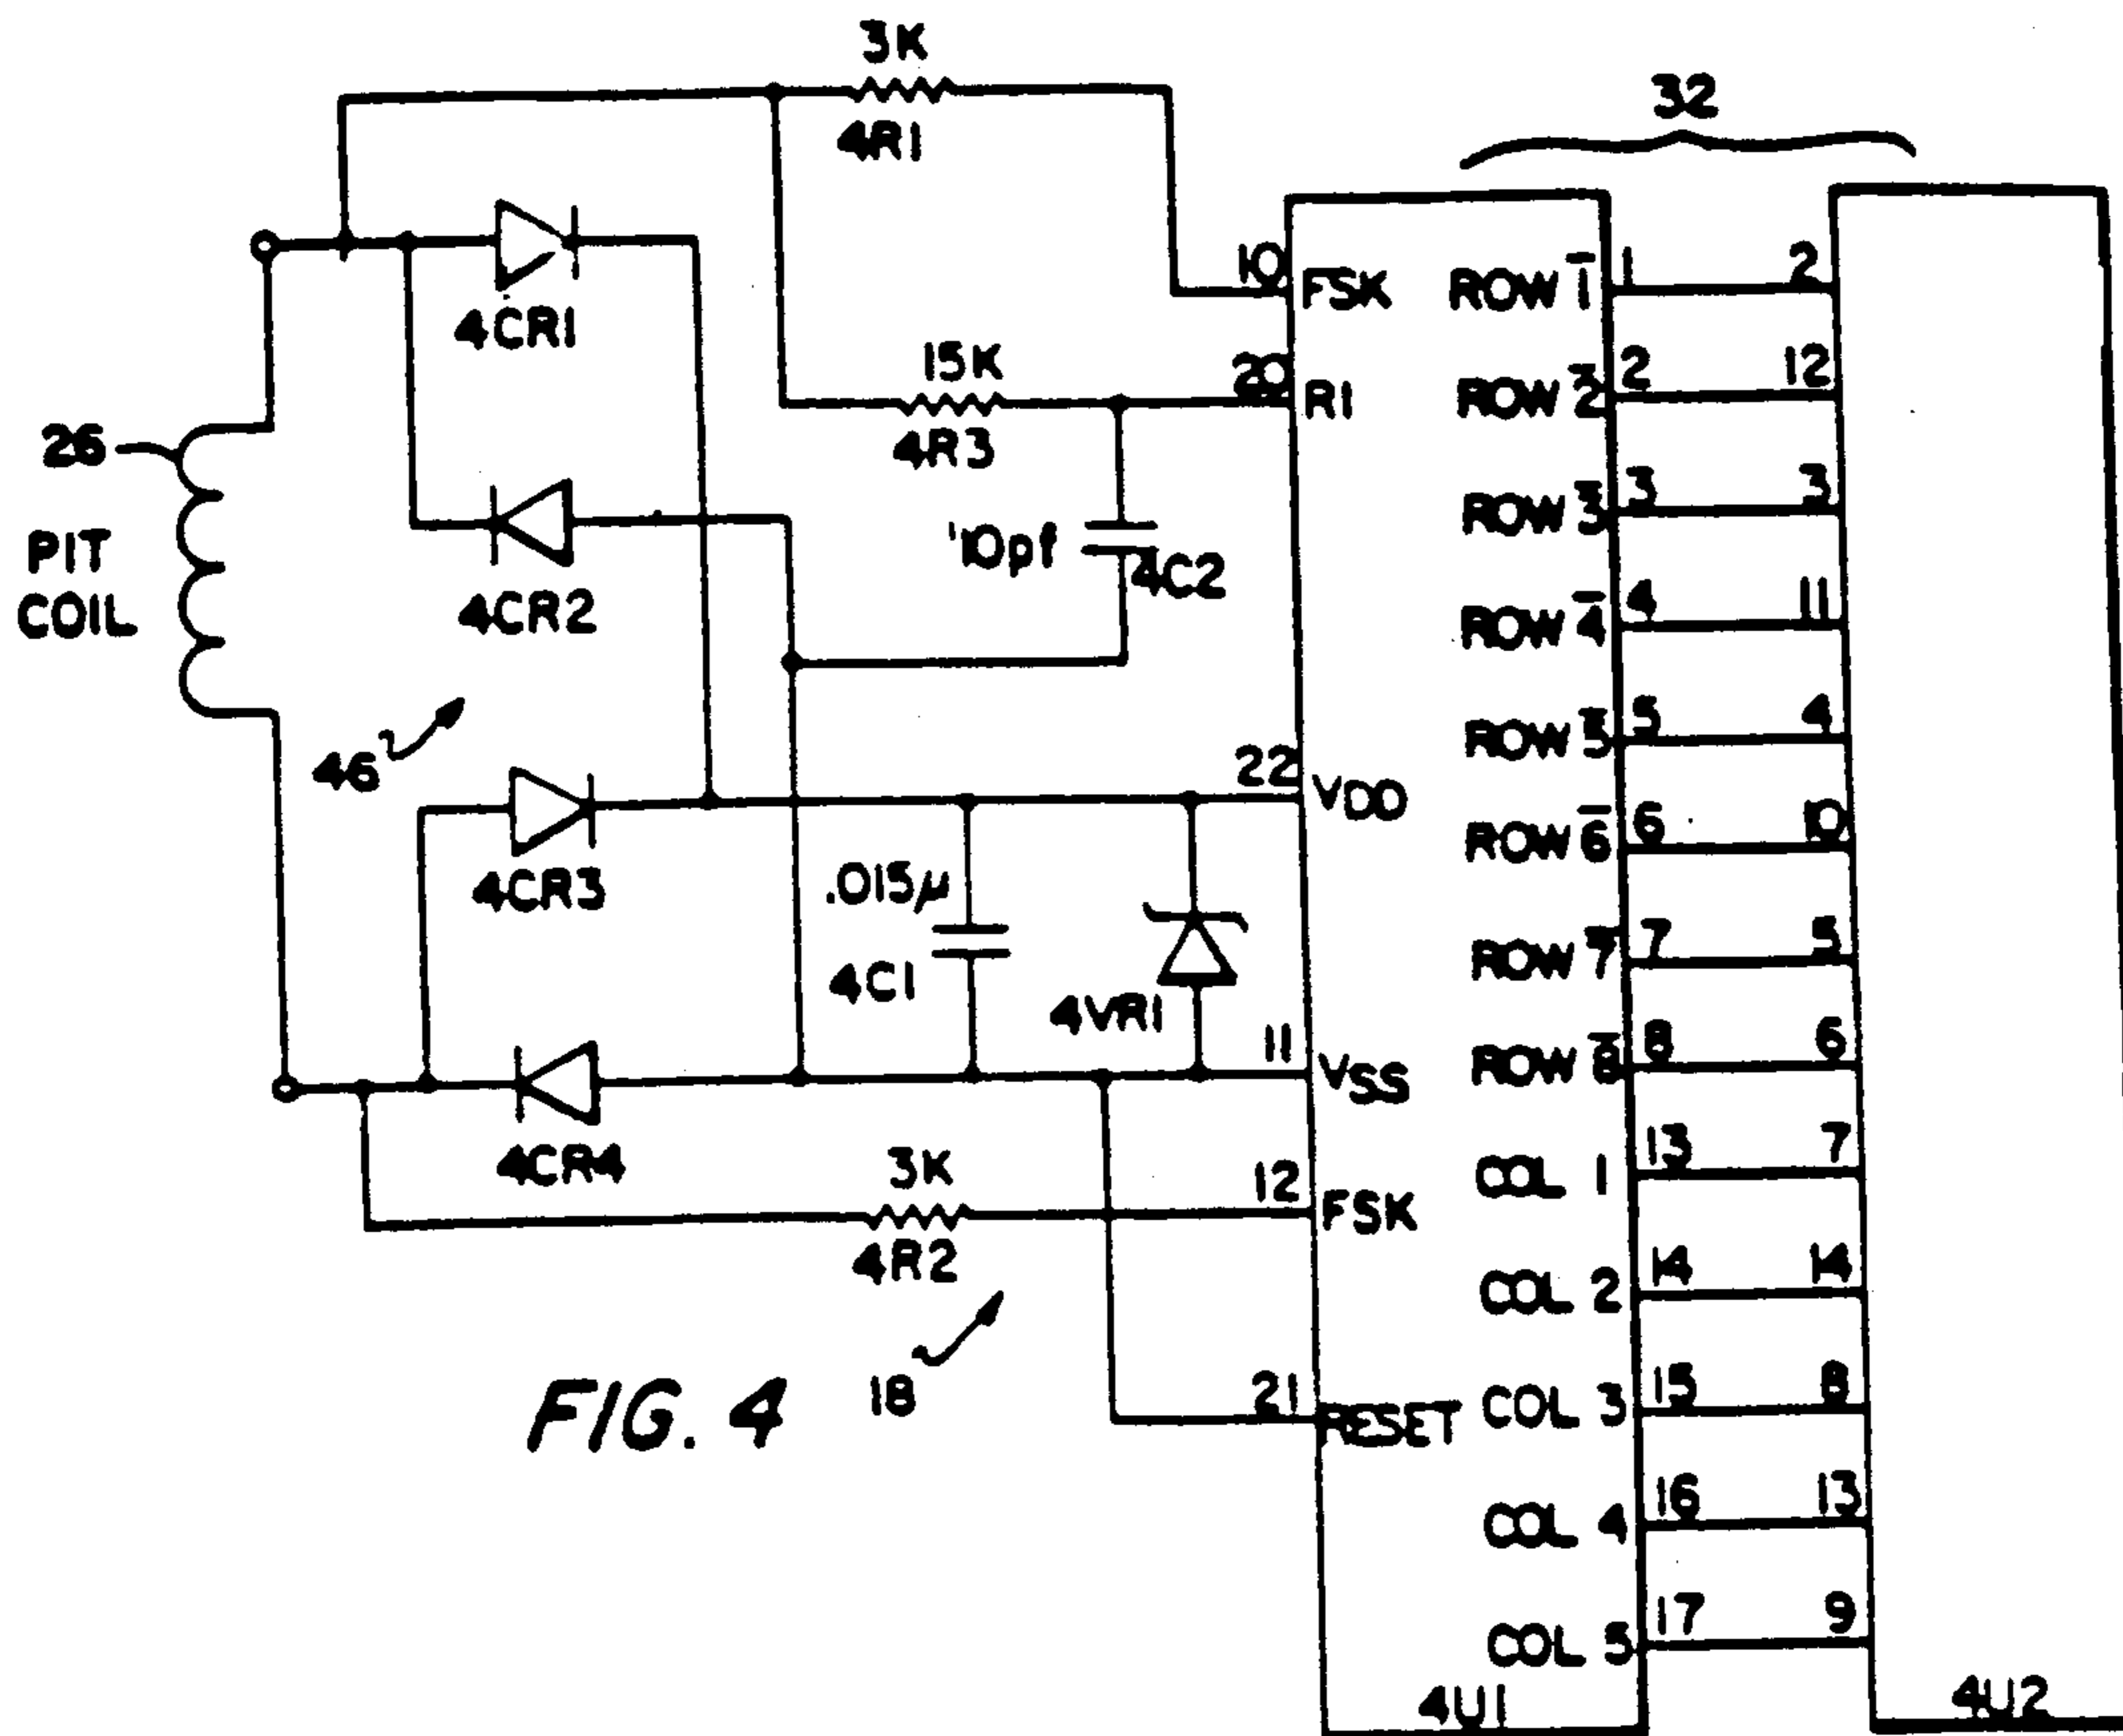 3K
4R1
32
4CR1
10
FSK
ROW 1̅ 1 2
15K
4R3
20
R1
ROW 2̅ 2 12
26
PIT
COIL
4CR2
10pf
4C2
ROW 3̅ 3 3
ROW 4̅ 4 11
46
22
VDD
ROW 5̅ 5 4
4CR3
.015µ
4C1
4VR1
ROW 6̅ 6 10
ROW 7̅ 7 5
11
VSS
ROW 8̅ 8 6
4CR4
3K
4R2
12
FSK
COL 1 13 7
COL 2 14 14
18
FIG. 4
21
RESET
COL 3 15 8
COL 4 16 13
COL 5 17 9
4U1
4U2